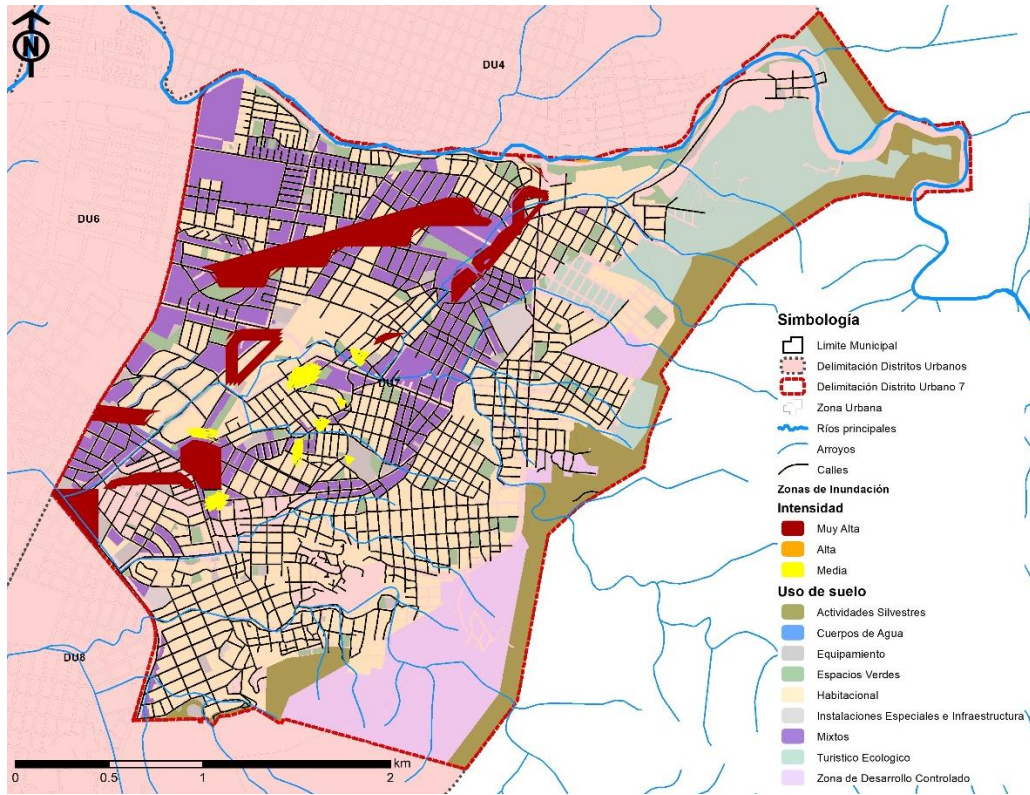 N
DU4
DU6
DU7
DU8
Simbología
Limite Municipal
Delimitación Distritos Urbanos
Delimitación Distrito Urbano 7
Zona Urbana
Ríos principales
Arroyos
Calles
Zonas de Inundación
Intensidad
Muy Alta
Alta
Media
Uso de suelo
Actividades Silvestres
Cuerpos de Agua
Equipamiento
Espacios Verdes
Habitacional
Instalaciones Especiales e Infraestructura
Mixtos
Turistico Ecologico
Zona de Desarrollo Controlado
km
0 0.5 1 2